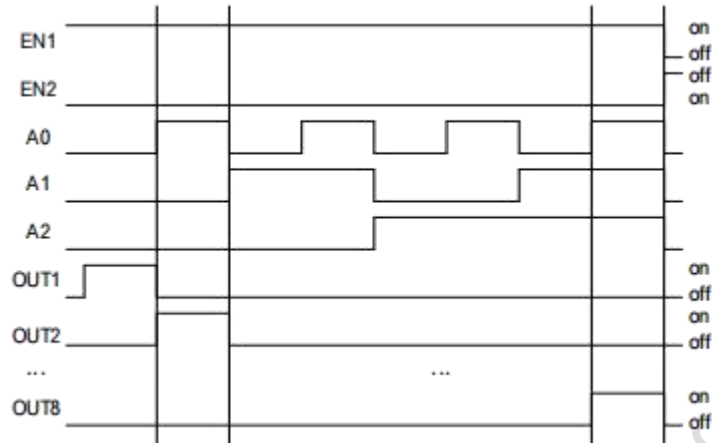 EN1 on
off
EN2 off
on
A0
A1
A2
OUT1 on
off
OUT2 on
off
... ...
OUT8 on
off